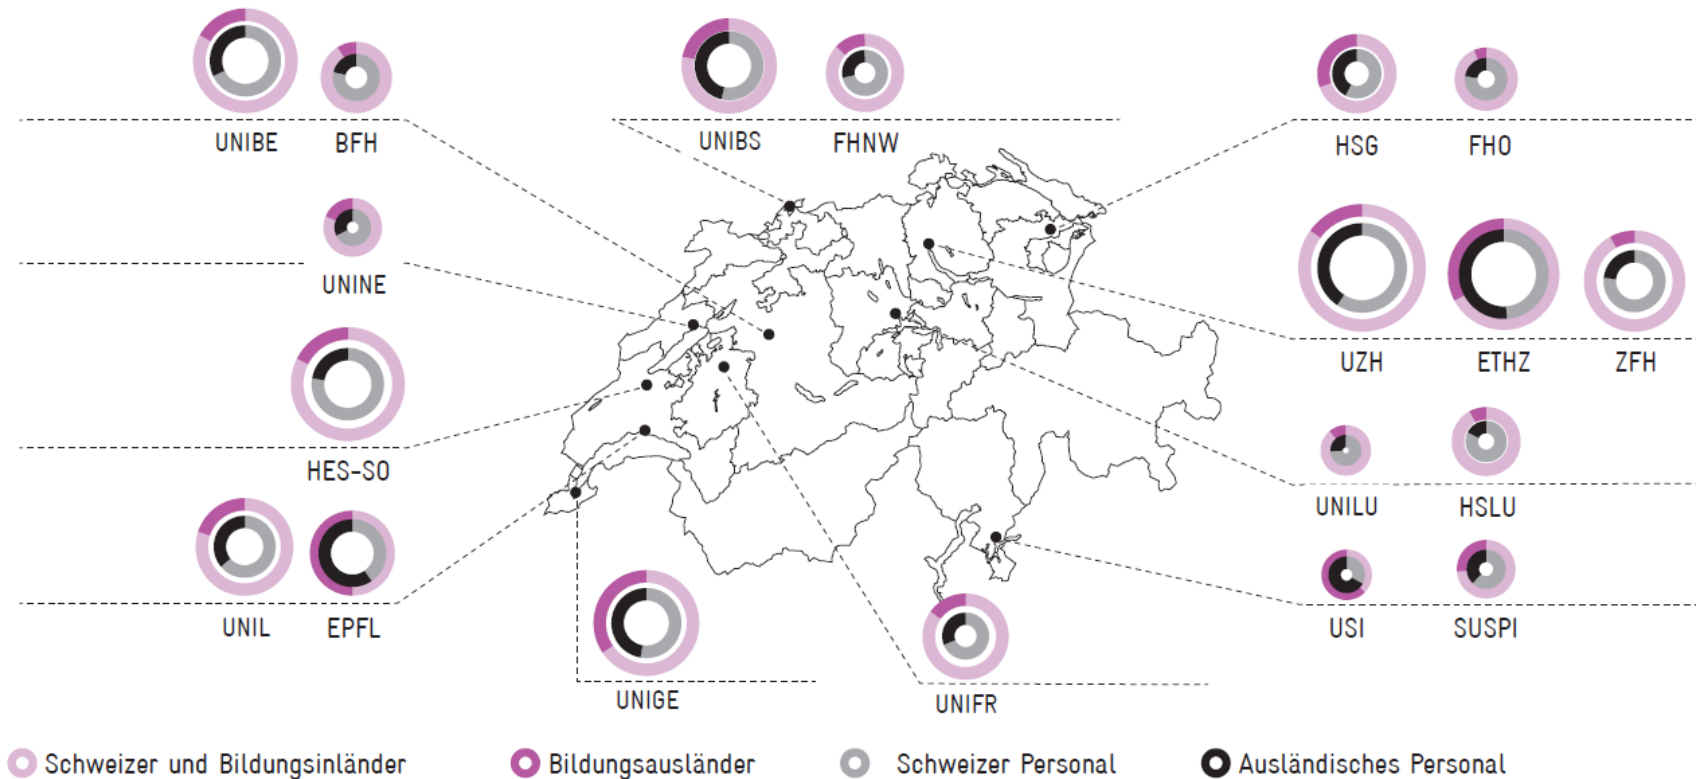 UNIBE
BFH
UNIBS
FHNW
HSG
FHO
UNINE
UZH
ETHZ
ZFH
HES-SO
UNILU
HSLU
UNIL
EPFL
USI
SUSPI
UNIGE
UNIFR
Schweizer und Bildungsinländer
Bildungsausländer
Schweizer Personal
Ausländisches Personal